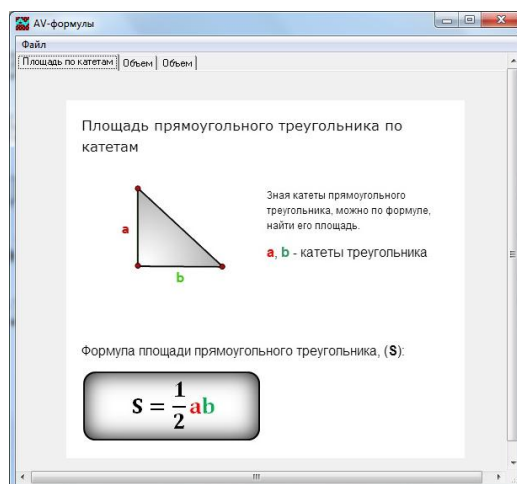 AV-формулы
Файл
Площадь по катетам Объем Объем
Площадь прямоугольного треугольника по
катетам
Зная катеты прямоугольного
треугольника, можно по формуле,
найти его площадь.
a
a, b - катеты треугольника
b
Формула площади прямоугольного треугольника, (S):
S = 1/2 ab